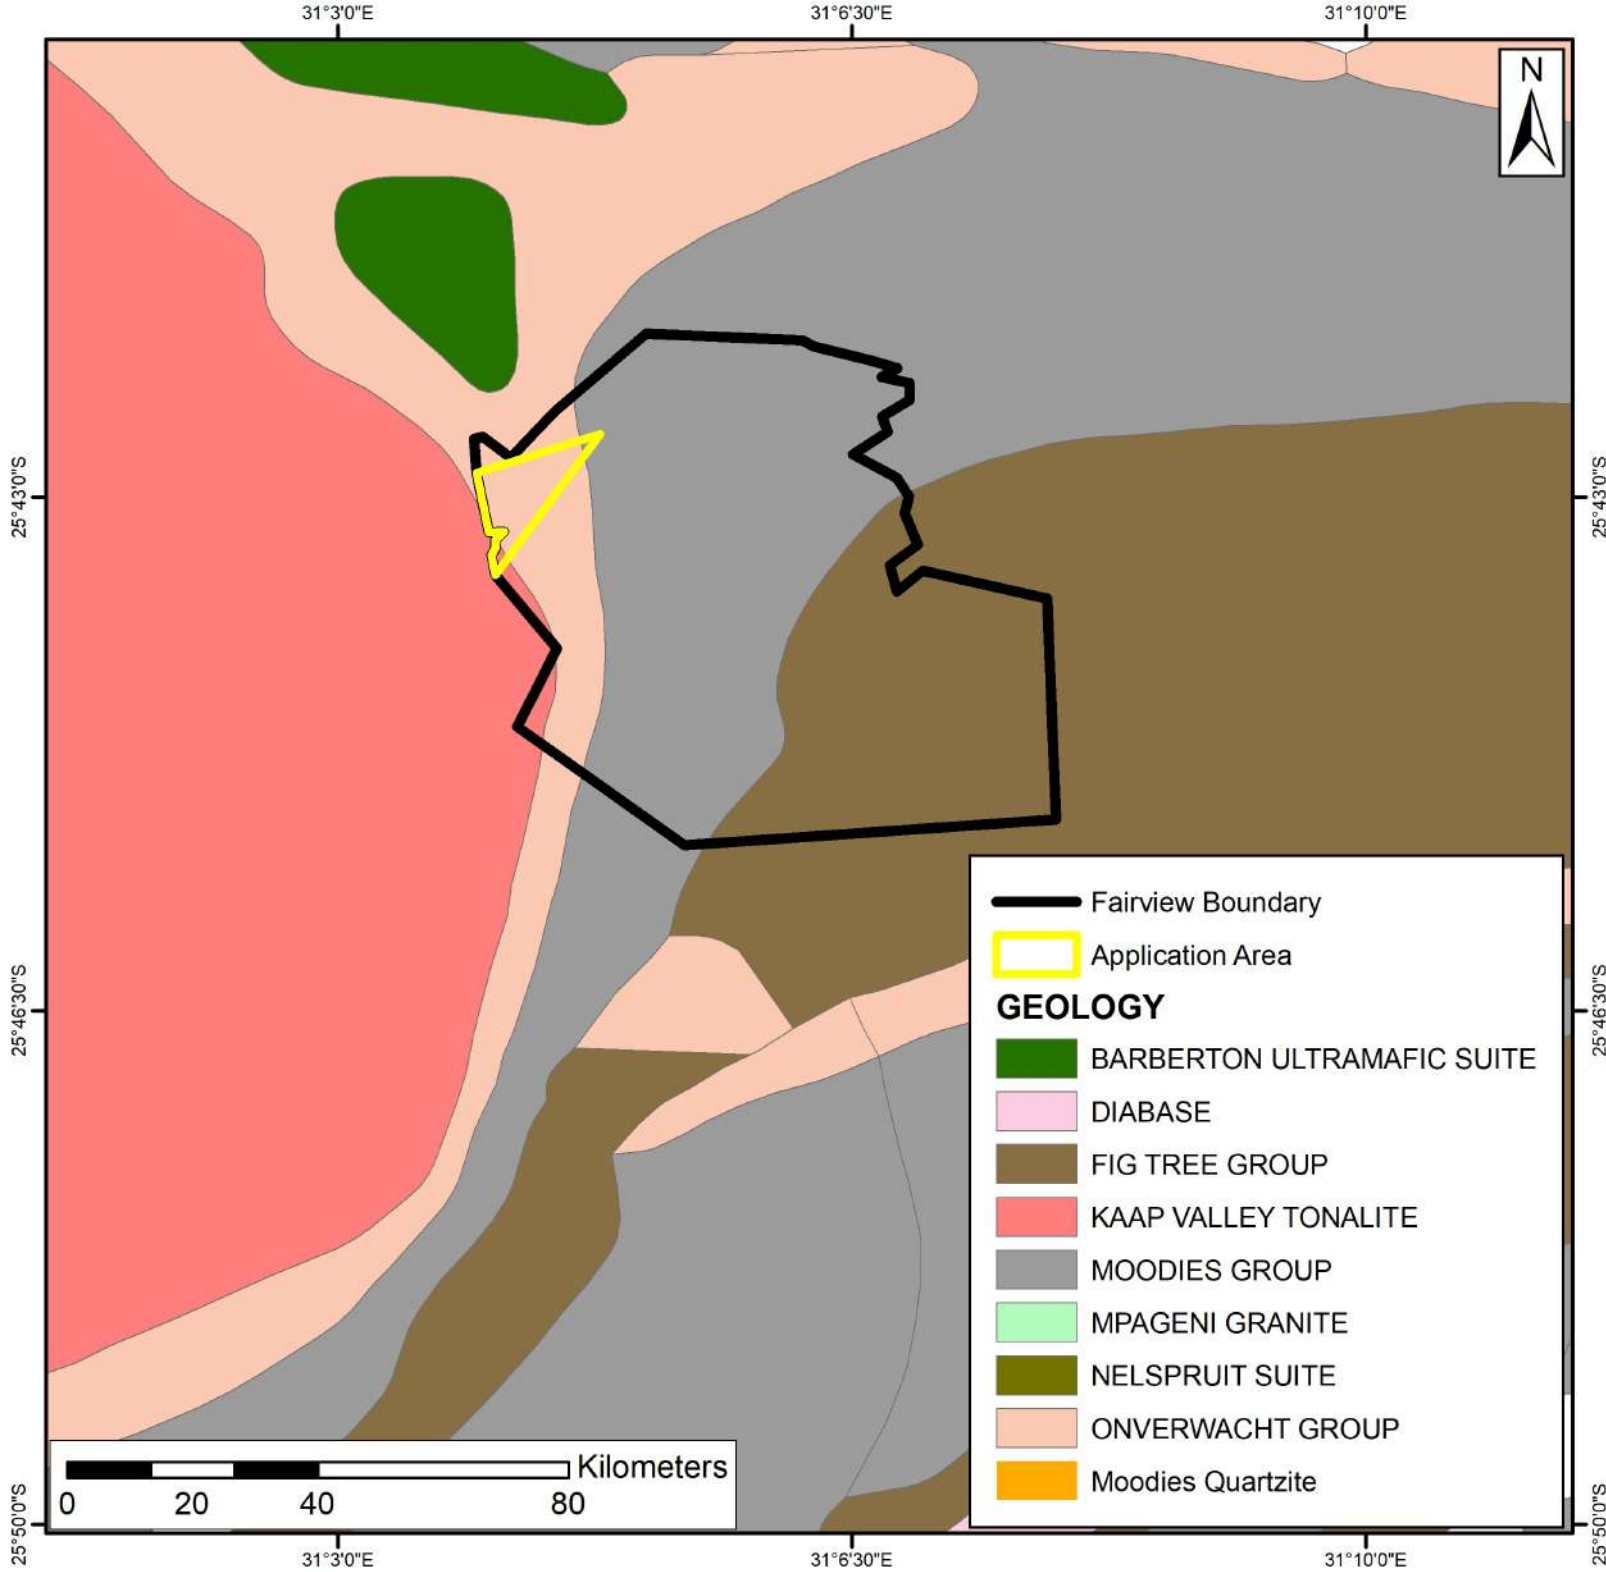 31°3'0"E
31°6'30"E
31°10'0"E
N
25°43'0"S
25°43'0"S
Fairview Boundary
Application Area
GEOLOGY
25°46'30"S
25°46'30"S
BARBERTON ULTRAMAFIC SUITE
DIABASE
FIG TREE GROUP
KAAP VALLEY TONALITE
MOODIES GROUP
MPAGENI GRANITE
NELSPRUIT SUITE
ONVERWACHT GROUP
Moodies Quartzite
Kilometers
0 20 40 80
25°50'0"S
25°50'0"S
31°3'0"E
31°6'30"E
31°10'0"E